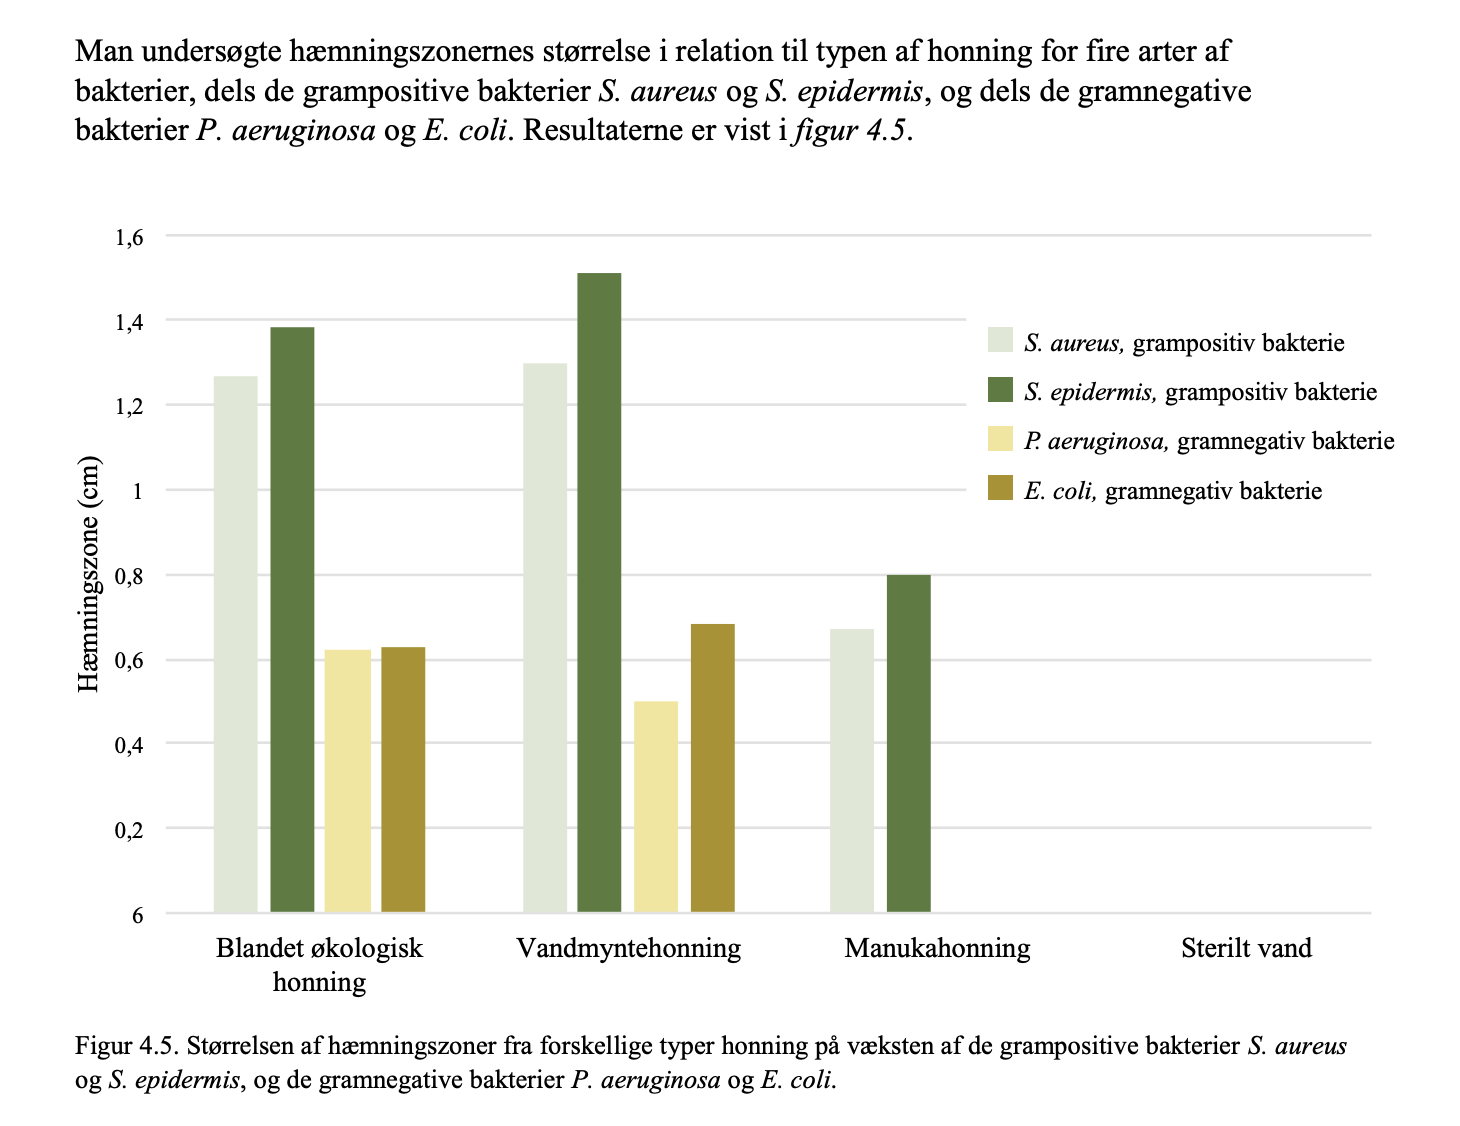 Man undersøgte hæmningszonernes størrelse i relation til typen af honning for fire arter af
bakterier, dels de grampositive bakterier S. aureus og S. epidermis, og dels de gramnegative
bakterier P. aeruginosa og E. coli. Resultaterne er vist i figur 4.5.
Hæmningszone (cm)
1,6
1,4
1,2
1
0,8
0,6
0,4
0,2
6
S. aureus, grampositiv bakterie
S. epidermis, grampositiv bakterie
P. aeruginosa, gramnegativ bakterie
E. coli, gramnegativ bakterie
Blandet økologisk
honning
Vandmyntehonning
Manukahonning
Sterilt vand
Figur 4.5. Størrelsen af hæmningszoner fra forskellige typer honning på væksten af de grampositive bakterier S. aureus
og S. epidermis, og de gramnegative bakterier P. aeruginosa og E. coli.